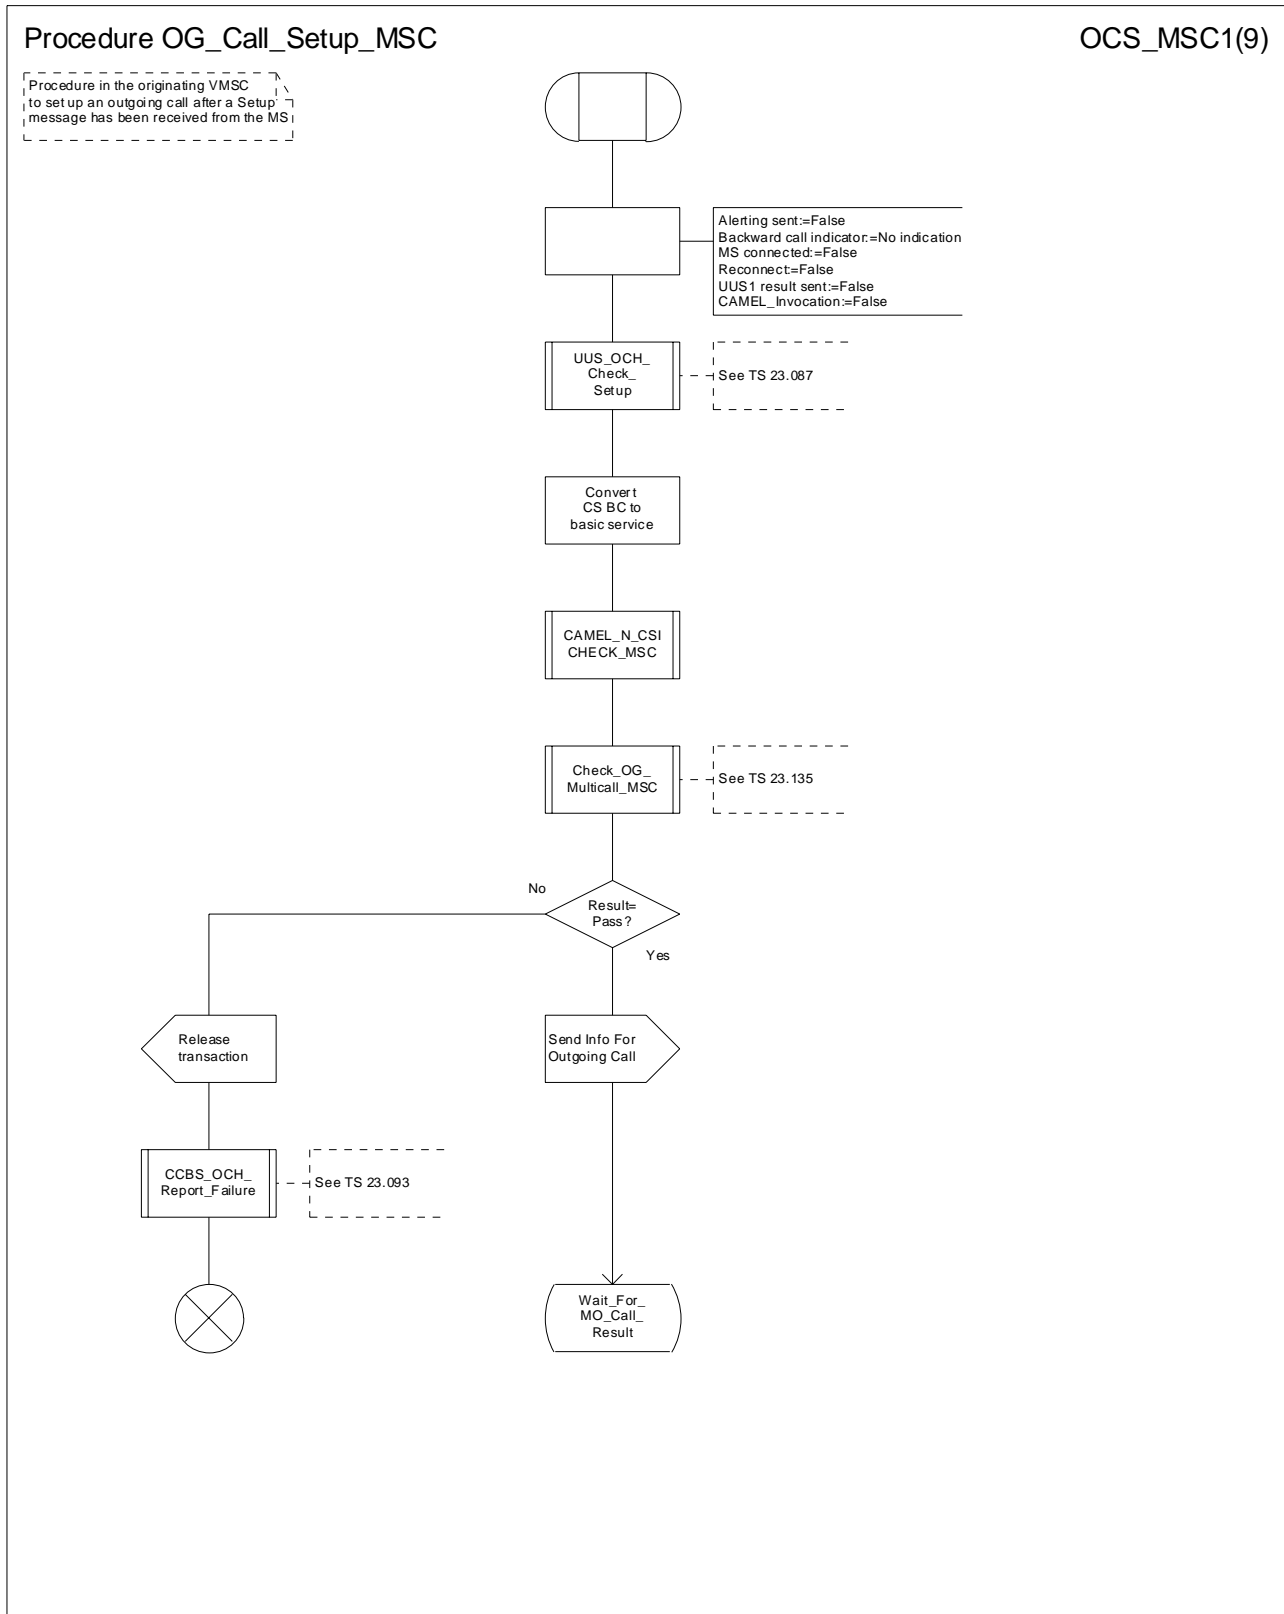 Procedure OG_Call_Setup_MSC
OCS_MSC1(9)
Procedure in the originating VMSC
to set up an outgoing call after a Setup
message has been received from the MS
Alerting sent:=False
Backward call indicator:=No indication
MS connected:=False
Reconnect:=False
UUS1 result sent:=False
CAMEL_Invocation:=False
UUS_OCH_
Check_
Setup
See TS 23.087
Convert
CS BC to
basic service
CAMEL_N_CSI
CHECK_MSC
Check_OG_
Multicall_MSC
See TS 23.135
No
Result=
Pass?
Yes
Release
transaction
Send Info For
Outgoing Call
CCBS_OCH_
Report_Failure
See TS 23.093
Wait_For_
MO_Call_
Result